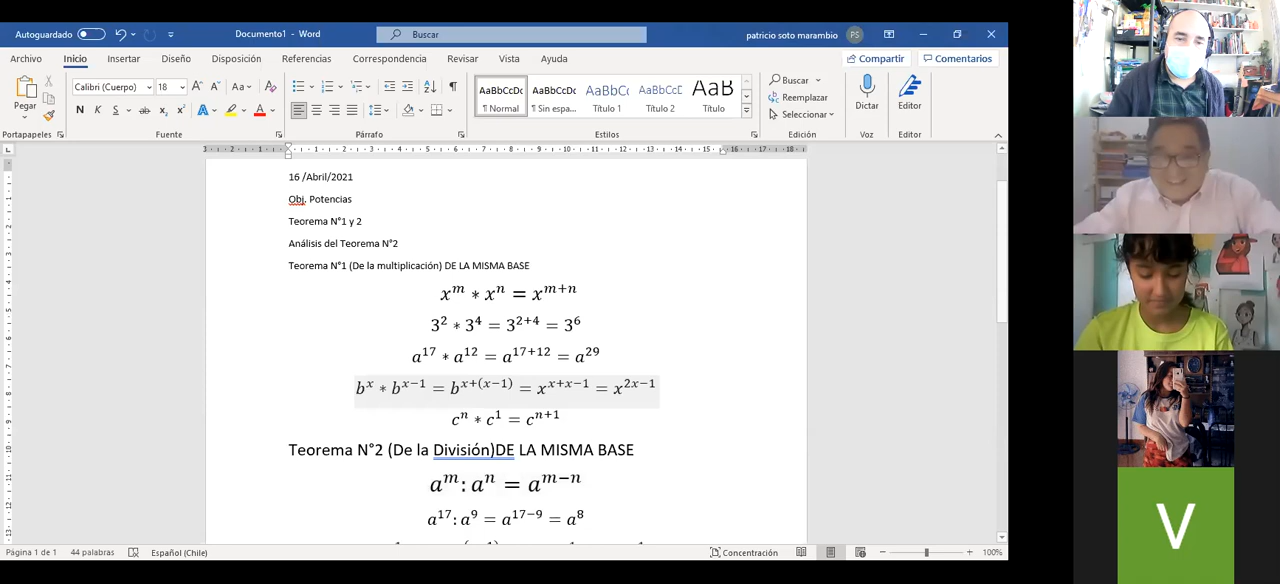 Autoguardado
Documento1 - Word
Buscar
patricio soto marambio
PS
Archivo Inicio Insertar Diseño Disposición Referencias Correspondencia Revisar Vista Ayuda
Compartir
Comentarios
Pegar
Portapapeles
Calibri (Cuerpo) 18
N K S
Fuente
Párrafo
AaBbCcDc AaBbCcDc AaBbCc AaBbCcD AaB
¶ Normal ¶ Sin espa... Título 1 Título 2 Título
Estilos
Buscar
Reemplazar
Seleccionar
Edición
Dictar
Voz
Editor
Editor
16 /Abril/2021
Obj. Potencias
Teorema N°1 y 2
Análisis del Teorema N°2
Teorema N°1 (De la multiplicación) DE LA MISMA BASE
x^m ∗ x^n = x^{m+n}
3^2 ∗ 3^4 = 3^{2+4} = 3^6
a^{17} ∗ a^{12} = a^{17+12} = a^{29}
b^x ∗ b^{x−1} = b^{x+(x−1)} = x^{x+x−1} = x^{2x−1}
c^n ∗ c^1 = c^{n+1}
Teorema N°2 (De la División)DE LA MISMA BASE
a^m: a^n = a^{m−n}
a^{17}: a^9 = a^{17−9} = a^8
Página 1 de 1 44 palabras Español (Chile)
Concentración
100%
V